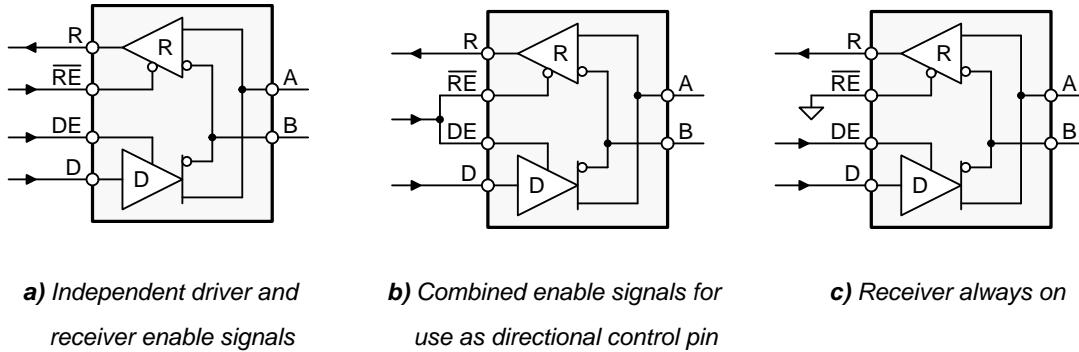 R
R
RE
A
DE
B
D
D
R
R
RE
A
DE
B
D
D
R
R
RE
A
DE
B
D
D
a) Independent driver and
receiver enable signals
b) Combined enable signals for
use as directional control pin
c) Receiver always on